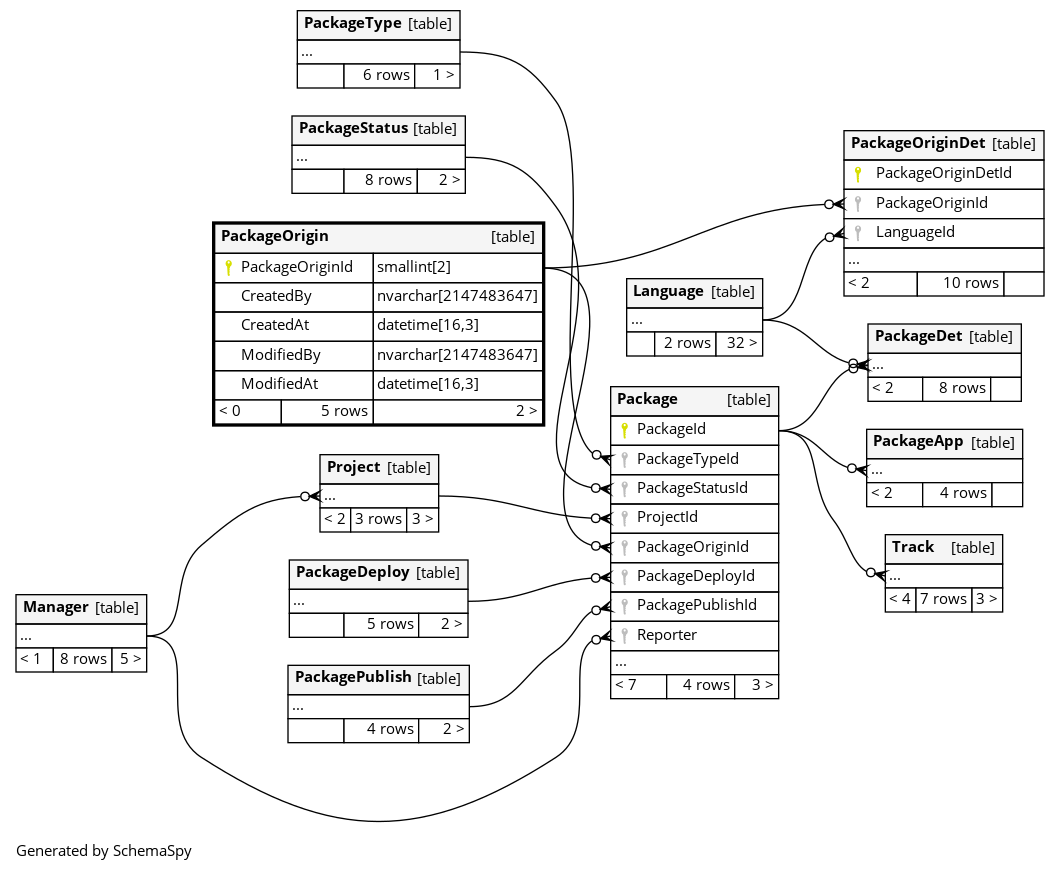 PackageType [table]
...
6 rows 1 >
PackageStatus [table]
...
8 rows 2 >
PackageOrigin [table]
PackageOriginId smallint[2]
CreatedBy nvarchar[2147483647]
CreatedAt datetime[16,3]
ModifiedBy nvarchar[2147483647]
ModifiedAt datetime[16,3]
< 0 5 rows 2 >
Project [table]
...
< 2 3 rows 3 >
PackageDeploy [table]
...
5 rows 2 >
Manager [table]
...
< 1 8 rows 5 >
PackagePublish [table]
...
4 rows 2 >
Language [table]
...
2 rows 32 >
Package [table]
PackageId
PackageTypeId
PackageStatusId
ProjectId
PackageOriginId
PackageDeployId
PackagePublishId
Reporter
...
< 7 4 rows 3 >
PackageOriginDet [table]
PackageOriginDetId
PackageOriginId
LanguageId
...
< 2 10 rows
PackageDet [table]
...
< 2 8 rows
PackageApp [table]
...
< 2 4 rows
Track [table]
...
< 4 7 rows 3 >
Generated by SchemaSpy